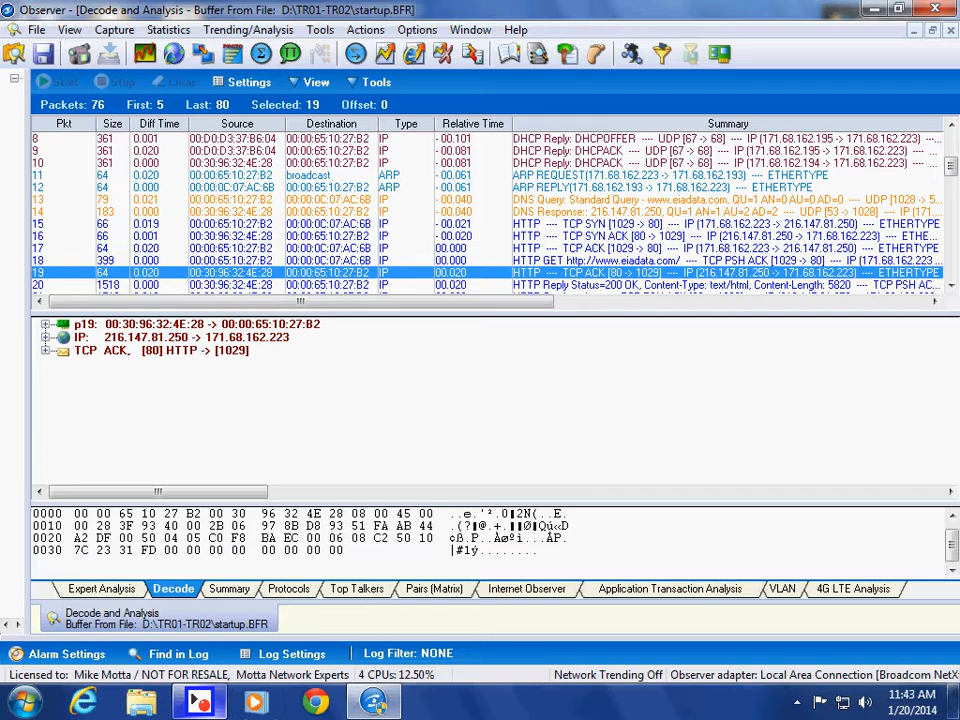 Observer - [Decode and Analysis - Buffer From File: D:\TR01-TR02\startup.BFR]
File View Capture Statistics Trending/Analysis Tools Actions Options Window Help
Start Stop Clear Settings View Tools
Packets: 76 First: 5 Last: 80 Selected: 19 Offset: 0
Pkt Size Diff Time Source Destination Type Relative Time Summary
8 361 0.001 00:D0:D3:37:B6:04 00:00:65:10:27:B2 IP - 00.101 DHCP Reply: DHCPOFFER ---- UDP [67 -> 68] ---- IP (171.68.162.195 -> 171.68.162.223) ----
9 361 0.020 00:D0:D3:37:B6:04 00:00:65:10:27:B2 IP - 00.081 DHCP Reply: DHCPACK ---- UDP [67 -> 68] ---- IP (171.68.162.195 -> 171.68.162.223) ----
10 361 0.000 00:30:96:32:4E:28 00:00:65:10:27:B2 IP - 00.081 DHCP Reply: DHCPACK ---- UDP [67 -> 68] ---- IP (171.68.162.194 -> 171.68.162.223) ----
11 64 0.020 00:00:65:10:27:B2 broadcast ARP - 00.061 ARP REQUEST(171.68.162.223 -> 171.68.162.193) ---- ETHERTYPE
12 64 0.000 00:00:0C:07:AC:6B 00:00:65:10:27:B2 ARP - 00.061 ARP REPLY(171.68.162.193 -> 171.68.162.223) ---- ETHERTYPE
13 79 0.021 00:00:65:10:27:B2 00:00:0C:07:AC:6B IP - 00.040 DNS Query: Standard Query - www.eiadata.com, QU=1 AN=0 AU=0 AD=0 ---- UDP [1028 -> 5...
14 183 0.000 00:30:96:32:4E:28 00:00:65:10:27:B2 IP - 00.040 DNS Response:: 216.147.81.250, QU=1 AN=1 AU=2 AD=2 ---- UDP [53 -> 1028] ---- IP (171....
15 66 0.019 00:00:65:10:27:B2 00:00:0C:07:AC:6B IP - 00.021 HTTP ---- TCP SYN [1029 -> 80] ---- IP (171.68.162.223 -> 216.147.81.250) ---- ETHERTYPE
16 66 0.001 00:30:96:32:4E:28 00:00:65:10:27:B2 IP - 00.020 HTTP ---- TCP SYN ACK [80 -> 1029] ---- IP (216.147.81.250 -> 171.68.162.223) ---- ETHE...
17 64 0.020 00:00:65:10:27:B2 00:00:0C:07:AC:6B IP 00.000 HTTP ---- TCP ACK [1029 -> 80] ---- IP (171.68.162.223 -> 216.147.81.250) ---- ETHERTYPE
18 399 0.000 00:00:65:10:27:B2 00:00:0C:07:AC:6B IP 00.000 HTTP GET http://www.eiadata.com/ ---- TCP PSH ACK [1029 -> 80] ---- IP (171.68.162.2...
19 64 0.020 00:30:96:32:4E:28 00:00:65:10:27:B2 IP 00.020 HTTP ---- TCP ACK [80 -> 1029] ---- IP (216.147.81.250 -> 171.68.162.223) ---- ETHERTYPE
20 1518 0.000 00:30:96:32:4E:28 00:00:65:10:27:B2 IP 00.020 HTTP Reply Status=200 OK, Content-Type: text/html, Content-Length: 5820 ---- TCP PSH AC...
p19: 00:30:96:32:4E:28 -> 00:00:65:10:27:B2
IP: 216.147.81.250 -> 171.68.162.223
TCP ACK, [80] HTTP -> [1029]
0000 00 00 65 10 27 B2 00 30 96 32 4E 28 08 00 45 00 ..e.'².0▮2N(..E.
0010 00 28 3F 93 40 00 2B 06 97 8B D8 93 51 FA AB 44 .(?▮@.+.▮▮Ø▮Qú«D
0020 A2 DF 00 50 04 05 C0 F8 BA EC 00 06 08 C2 50 10 ¢ß.P..Àøºì...ÂP.
0030 7C 23 31 FD 00 00 00 00 00 00 00 00 |#1ý........
Expert Analysis Decode Summary Protocols Top Talkers Pairs (Matrix) Internet Observer Application Transaction Analysis VLAN 4G LTE Analysis
Decode and Analysis
Buffer From File: D:\TR01-TR02\startup.BFR
Alarm Settings Find in Log Log Settings Log Filter: NONE
Licensed to: Mike Motta / NOT FOR RESALE, Motta Network Experts 4 CPUs: 12.50% Network Trending Off Observer adapter: Local Area Connection (Broadcom NetX
11:43 AM
1/20/2014